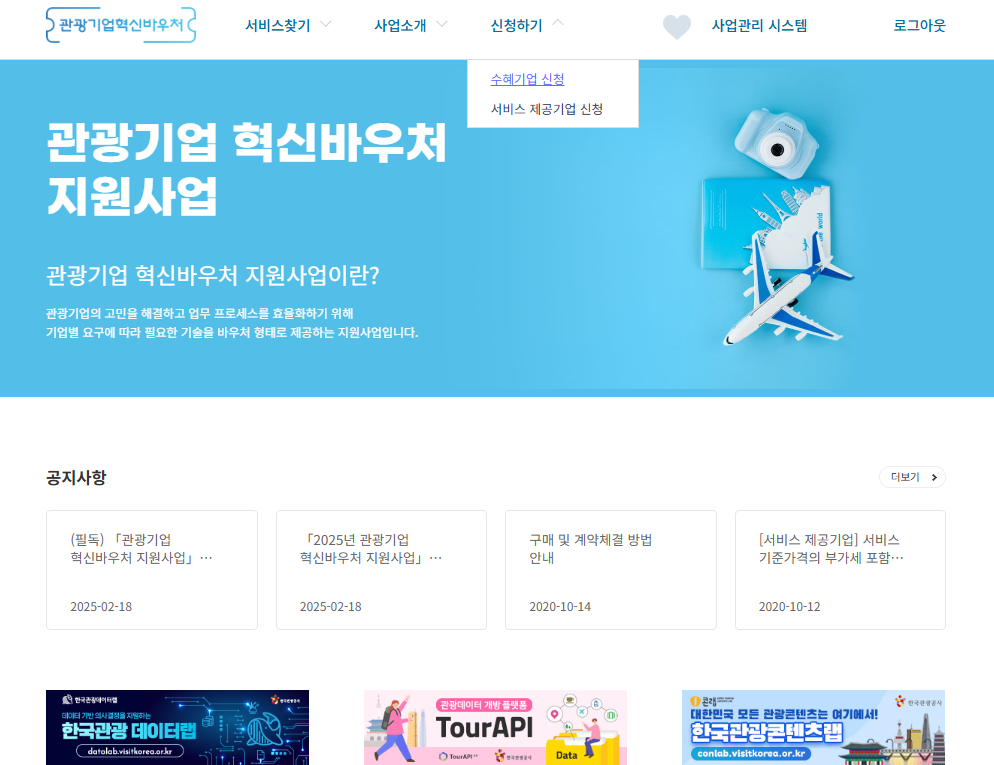 관광기업혁신바우처
서비스찾기 사업소개 신청하기 사업관리 시스템 로그아웃
수혜기업 신청
서비스 제공기업 신청
관광기업 혁신바우처
지원사업
관광기업 혁신바우처 지원사업이란?
관광기업의 고민을 해결하고 업무 프로세스를 효율화하기 위해
기업별 요구에 따라 필요한 기술을 바우처 형태로 제공하는 지원사업입니다.
world
공지사항
더보기
(필독) 「관광기업
혁신바우처 지원사업」…
2025-02-18
「2025년 관광기업
혁신바우처 지원사업」…
2025-02-18
구매 및 계약체결 방법
안내
2020-10-14
[서비스 제공기업] 서비스
기준가격의 부가세 포함…
2020-10-12
한국관광데이터랩 한국관광공사
데이터 기반 의사결정을 지원하는
한국관광 데이터랩
datalab.visitkorea.or.kr
관광데이터 개방 플랫폼
TourAPI
TourAPI 한국관광공사
Data
콘랩 한국관광공사
대한민국 모든 관광콘텐츠는 여기에서!
한국관광콘텐츠랩
conlab.visitkorea.or.kr